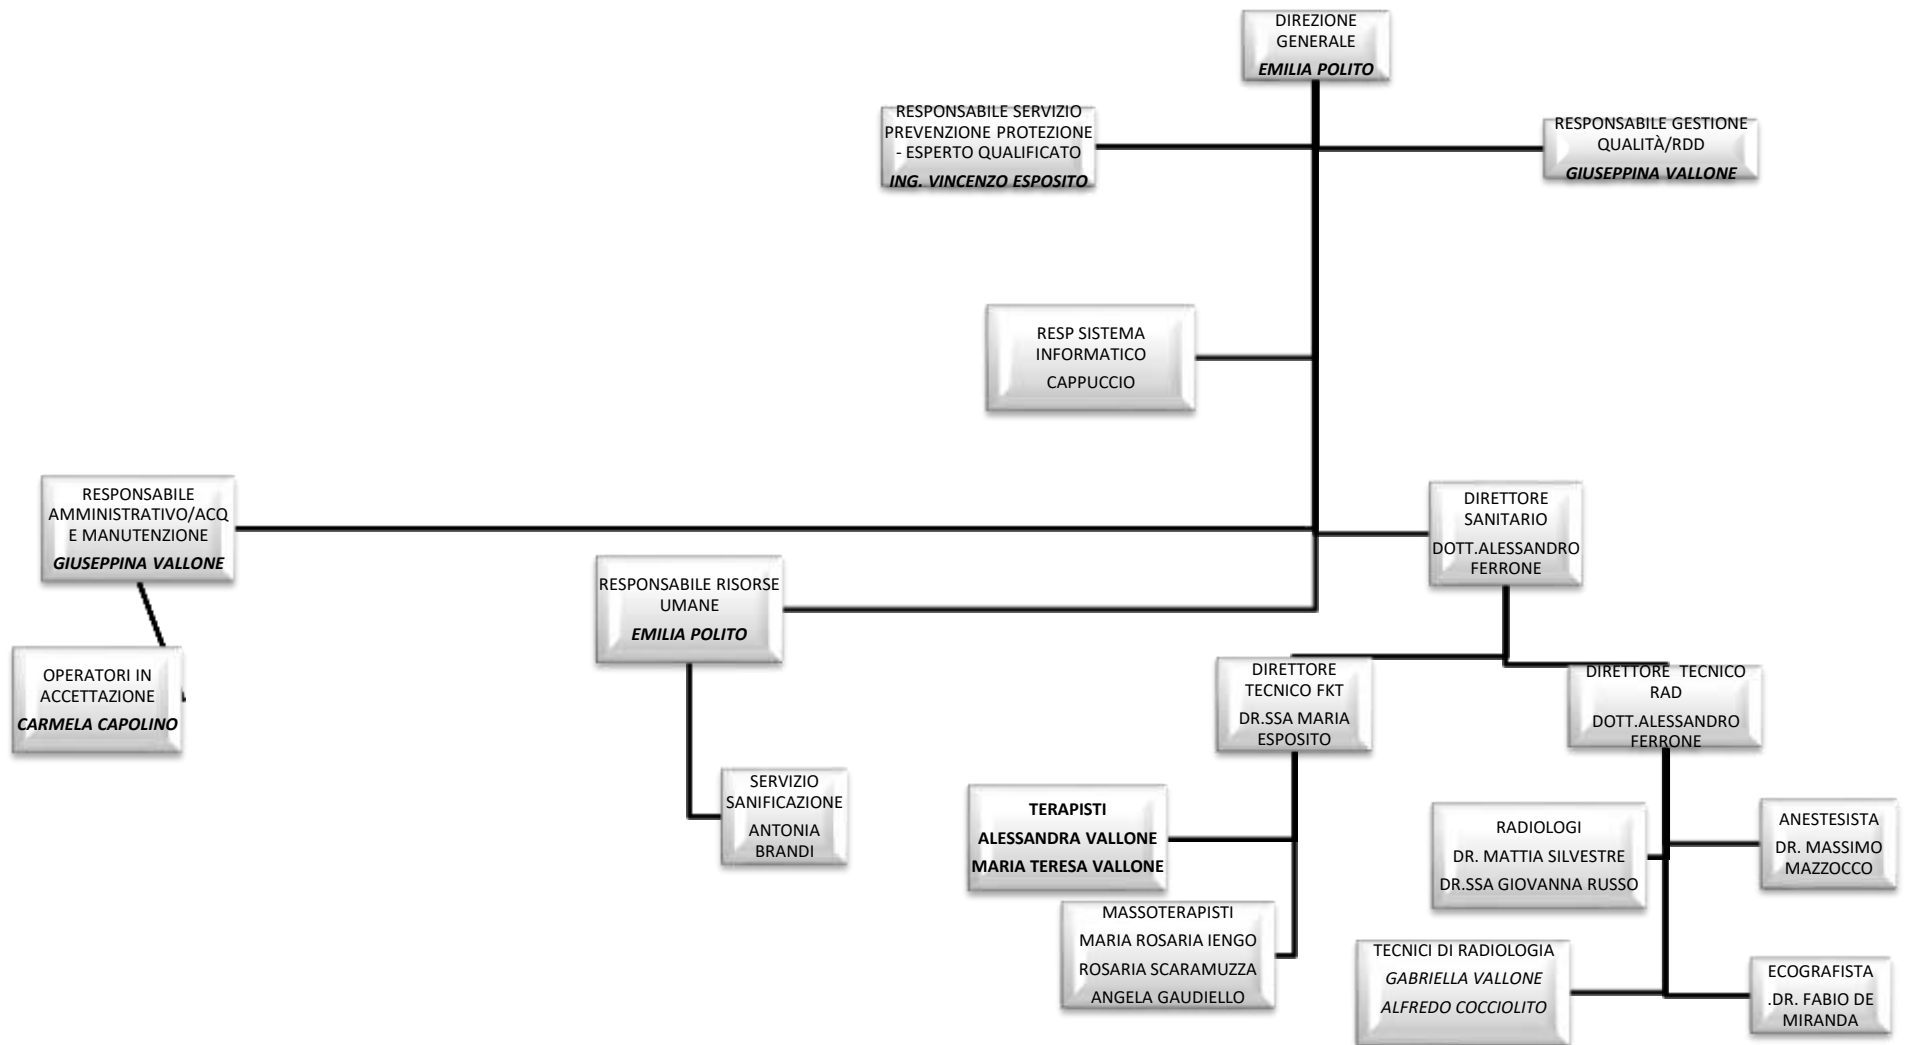 DIREZIONE
GENERALE
EMILIA POLITO
RESPONSABILE SERVIZIO
PREVENZIONE PROTEZIONE
- ESPERTO QUALIFICATO
ING. VINCENZO ESPOSITO
RESPONSABILE GESTIONE
QUALITÀ/RDD
GIUSEPPINA VALLONE
RESP SISTEMA
INFORMATICO
CAPPUCCIO
RESPONSABILE
AMMINISTRATIVO/ACQ
E MANUTENZIONE
GIUSEPPINA VALLONE
DIRETTORE
SANITARIO
DOTT.ALESSANDRO
FERRONE
RESPONSABILE RISORSE
UMANE
EMILIA POLITO
OPERATORI IN
ACCETTAZIONE
CARMELA CAPOLINO
DIRETTORE
TECNICO FKT
DR.SSA MARIA
ESPOSITO
DIRETTORE  TECNICO
RAD
DOTT.ALESSANDRO
FERRONE
SERVIZIO
SANIFICAZIONE
ANTONIA
BRANDI
TERAPISTI
ALESSANDRA VALLONE
MARIA TERESA VALLONE
RADIOLOGI
DR. MATTIA SILVESTRE
DR.SSA GIOVANNA RUSSO
ANESTESISTA
DR. MASSIMO
MAZZOCCO
MASSOTERAPISTI
MARIA ROSARIA IENGO
ROSARIA SCARAMUZZA
ANGELA GAUDIELLO
TECNICI DI RADIOLOGIA
GABRIELLA VALLONE
ALFREDO COCCIOLITO
ECOGRAFISTA
.DR. FABIO DE
MIRANDA